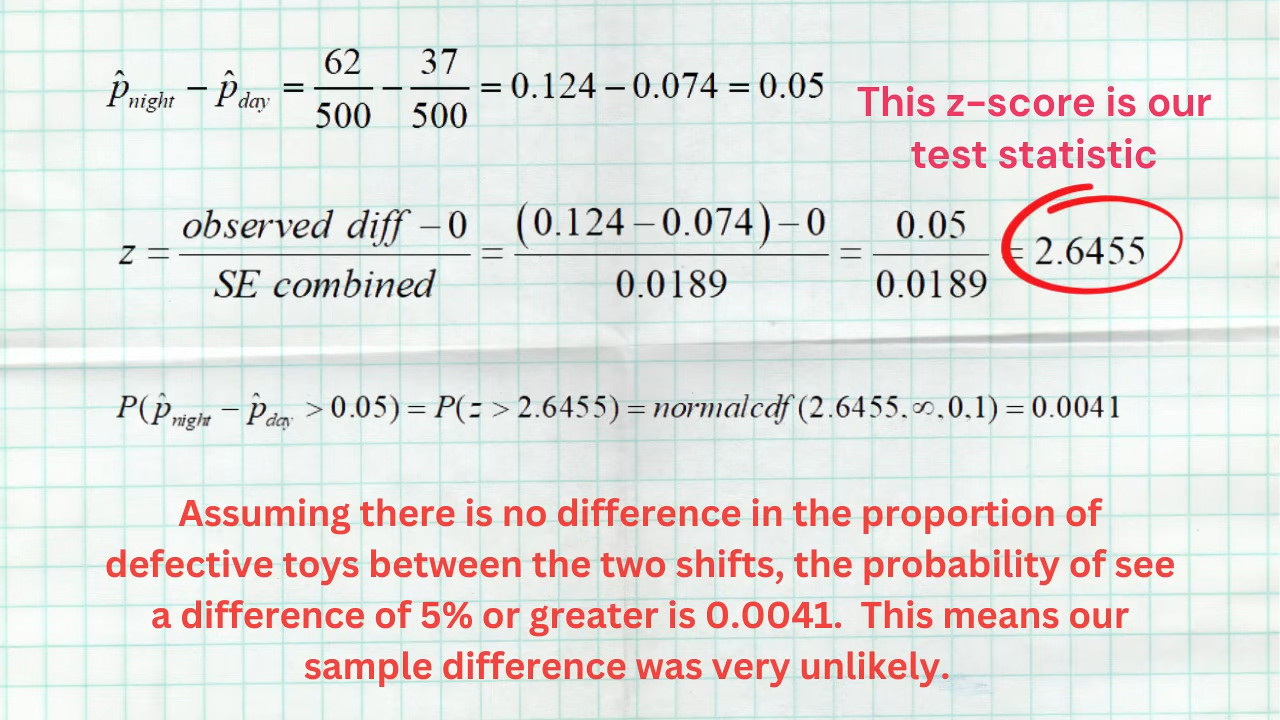 p̂night − p̂day = 62/500 − 37/500 = 0.124 − 0.074 = 0.05
This z-score is our
test statistic
z = observed diff − 0 / SE combined = (0.124 − 0.074) − 0 / 0.0189 = 0.05 / 0.0189 = 2.6455
P(p̂night − p̂day > 0.05) = P(z > 2.6455) = normalcdf (2.6455, ∞, 0, 1) = 0.0041
Assuming there is no difference in the proportion of
defective toys between the two shifts, the probability of see
a difference of 5% or greater is 0.0041. This means our
sample difference was very unlikely.